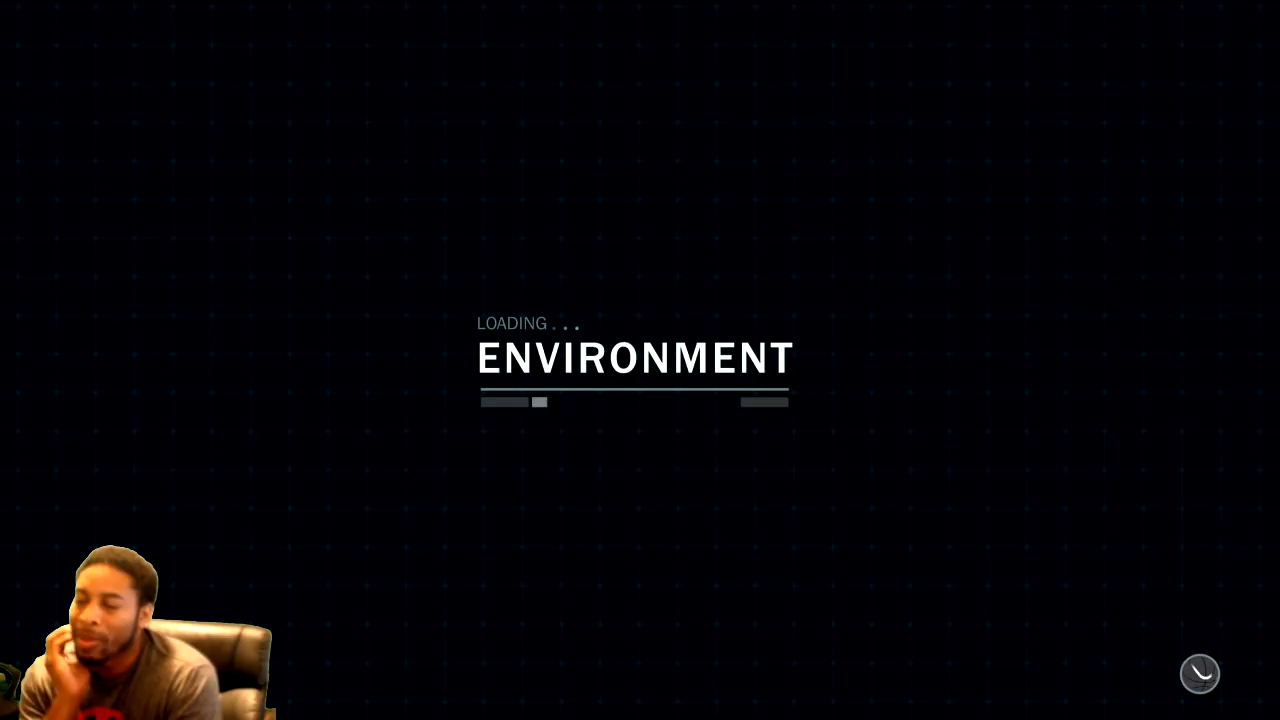 LOADING . . .
ENVIRONMENT